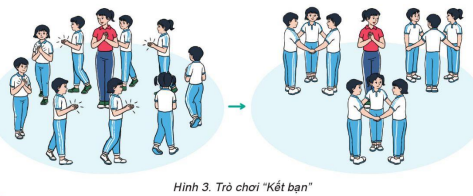 Hình 3. Trò chơi “Kết bạn”